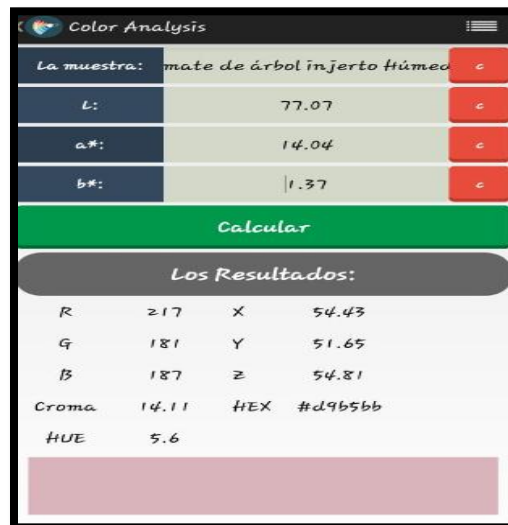 Color Analysis
La muestra: mate de árbol injerto Húmed c
L: 77.07 c
a*: 14.04 c
b*: 1.37 c
Calcular
Los Resultados:
R 217 X 54.43
G 181 Y 51.65
B 187 Z 54.81
Croma 14.11 HEX #d9b5bb
HUE 5.6